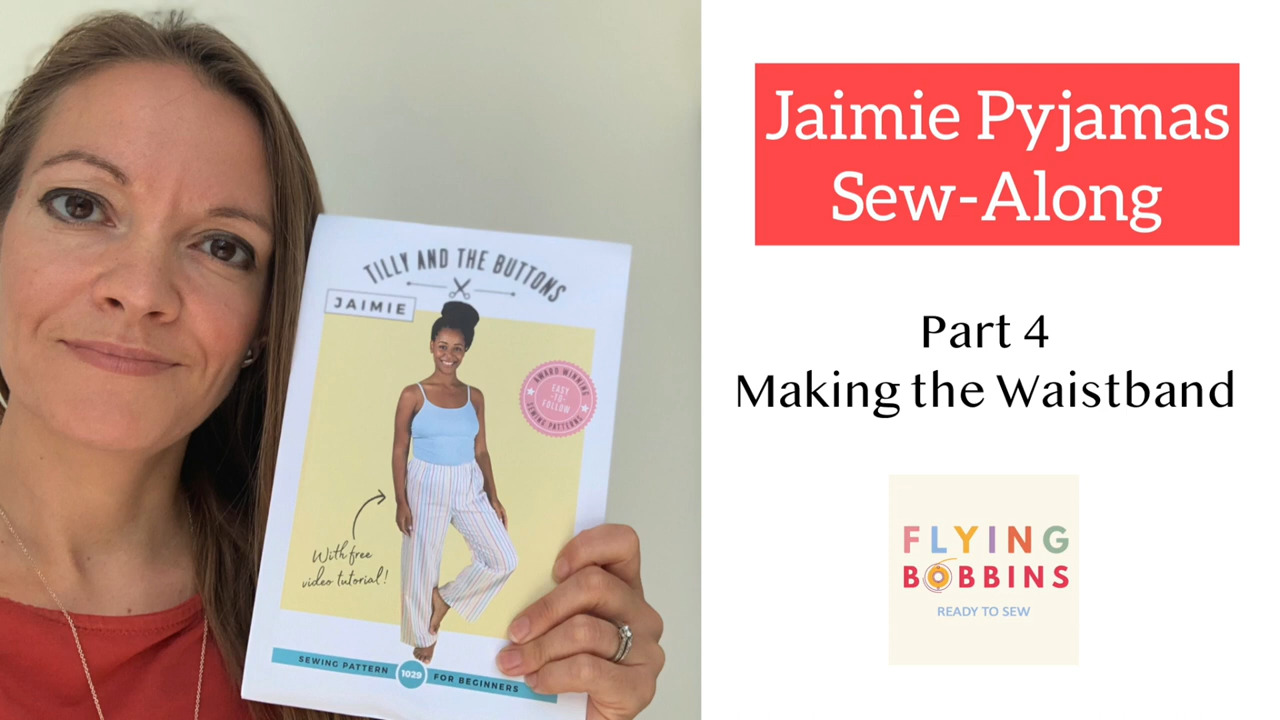 TILLY AND THE BUTTONS
JAIMIE
AWARD WINNING
EASY
-TO-
FOLLOW
SEWING PATTERNS
With free
video tutorial!
SEWING PATTERN 1029 FOR BEGINNERS
Jaimie Pyjamas
Sew-Along
Part 4
Making the Waistband
FLYING
BOBBINS
READY TO SEW